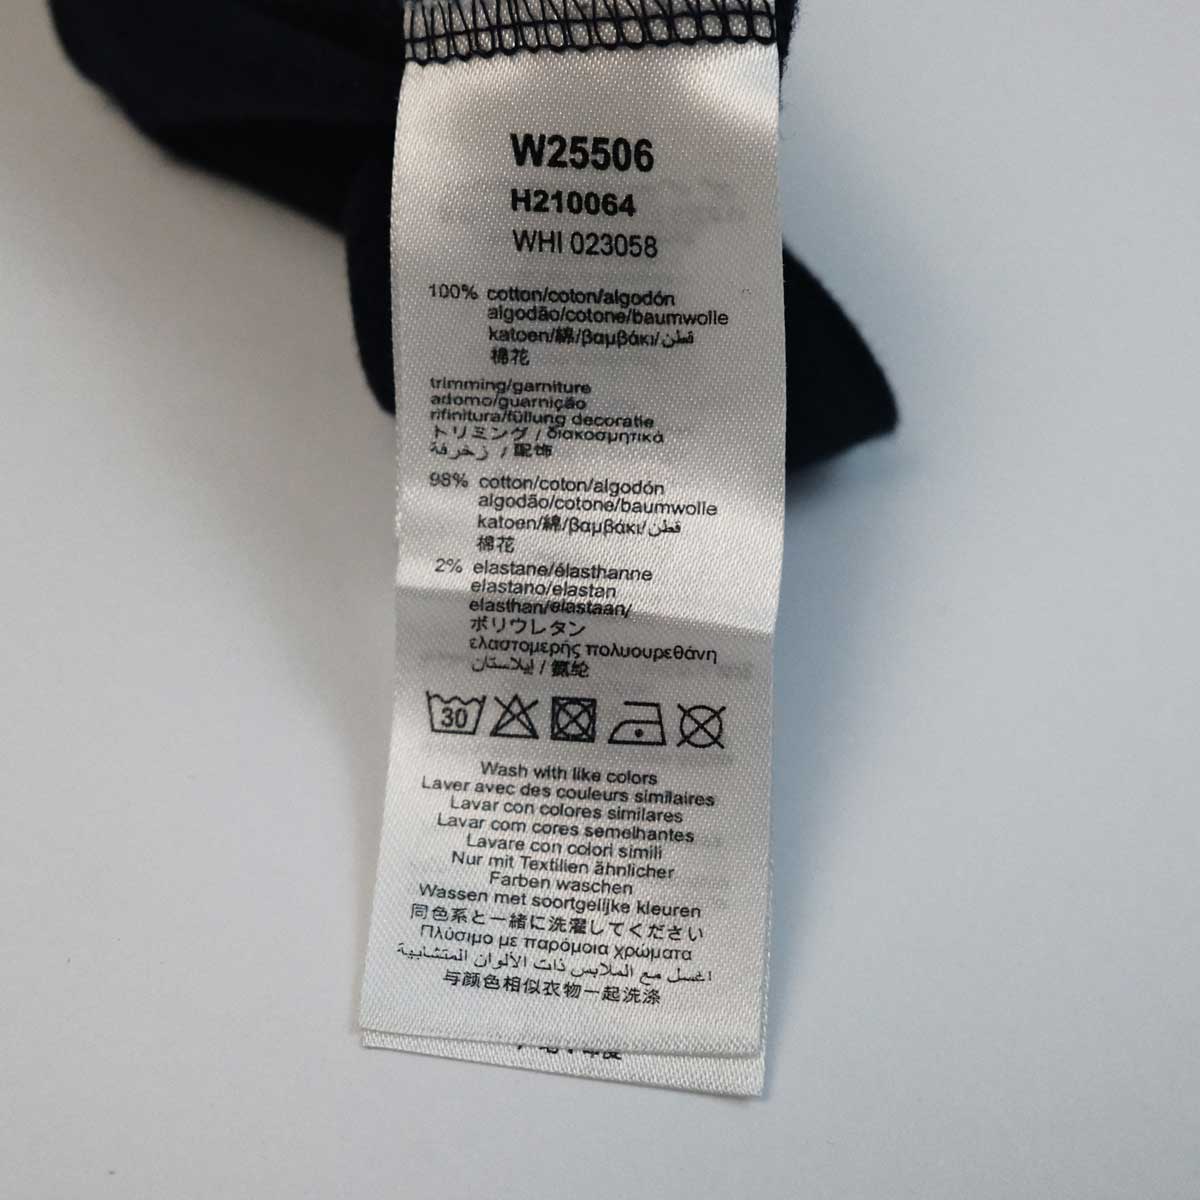 W25506
H210064
WHI 023058
100% cotton/coton/algodón
algodão/cotone/baumwolle
katoen/綿/βαμβάκι/قطن
棉花
trimming/garniture
adorno/guarnição
rifinitura/füllung decoratie
トリミング / διακοσμητικά
زخرفة / 配饰
98% cotton/coton/algodón
algodão/cotone/baumwolle
katoen/綿/βαμβάκι/قطن
棉花
2% elastane/élasthanne
elastano/elastan
elasthan/elastaan/
ポリウレタン
ελαστομερής πολυουρεθάνη
إيلاستان / 氨纶
30
Wash with like colors
Laver avec des couleurs similaires
Lavar con colores similares
Lavar com cores semelhantes
Lavare con colori simili
Nur mit Textilien ähnlicher
Farben waschen
Wassen met soortgelijke kleuren
同色系と一緒に洗濯してください
Πλύσιμο με παρόμοια χρώματα
اغسل مع الملابس ذات الألوان المتشابهة
与颜色相似衣物一起洗涤